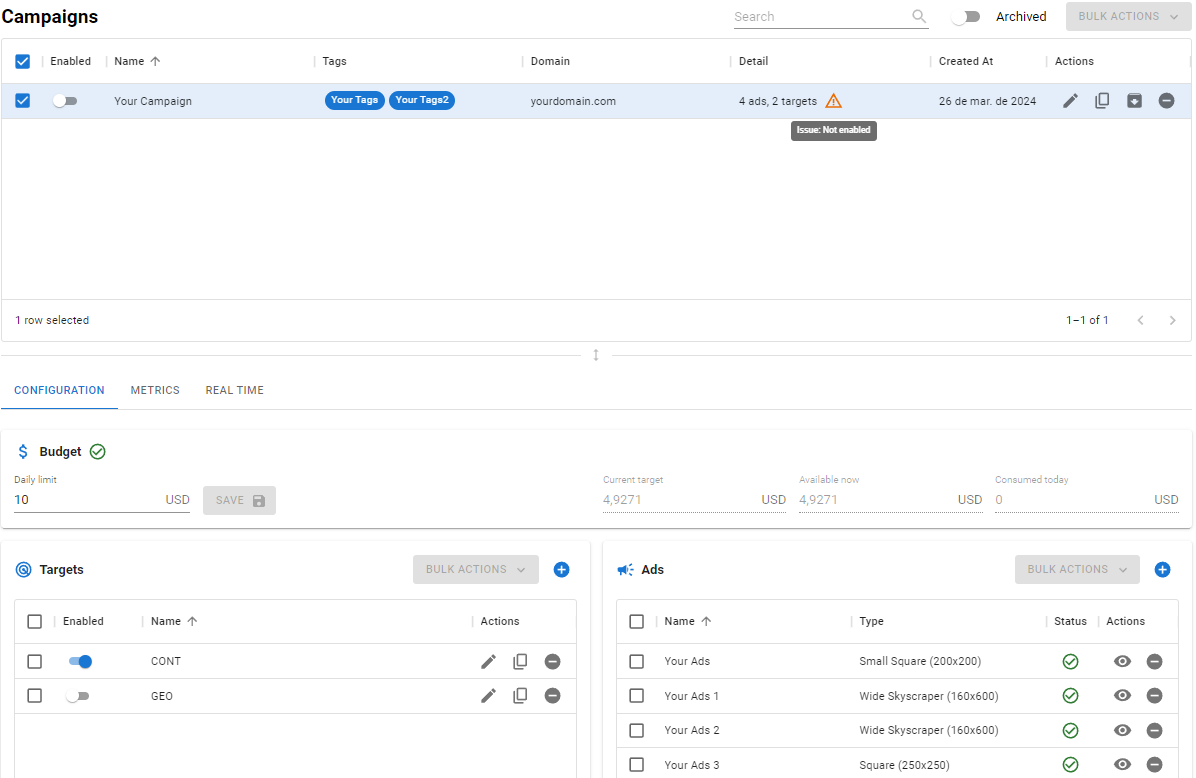 Campaigns
Search
Archived
BULK ACTIONS
Enabled Name Tags Domain Detail Created At Actions
Your Campaign Your Tags Your Tags2 yourdomain.com 4 ads, 2 targets 26 de mar. de 2024
Issue: Not enabled
1 row selected
1–1 of 1
CONFIGURATION METRICS REAL TIME
$ Budget
Daily limit Current target Available now Consumed today
10 USD SAVE 4,9271 USD 4,9271 USD 0 USD
Targets BULK ACTIONS
Enabled Name Actions
CONT
GEO
Ads BULK ACTIONS
Name Type Status Actions
Your Ads Small Square (200x200)
Your Ads 1 Wide Skyscraper (160x600)
Your Ads 2 Wide Skyscraper (160x600)
Your Ads 3 Square (250x250)